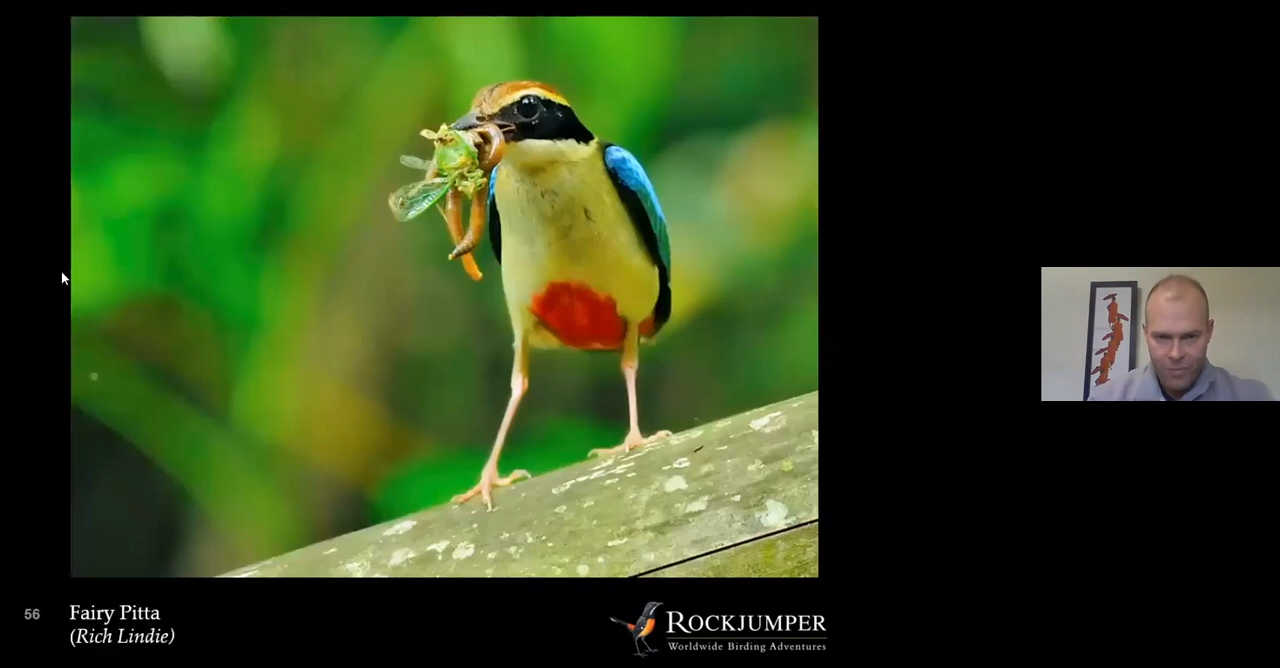 56
Fairy Pitta
(Rich Lindie)
ROCKJUMPER
Worldwide Birding Adventures